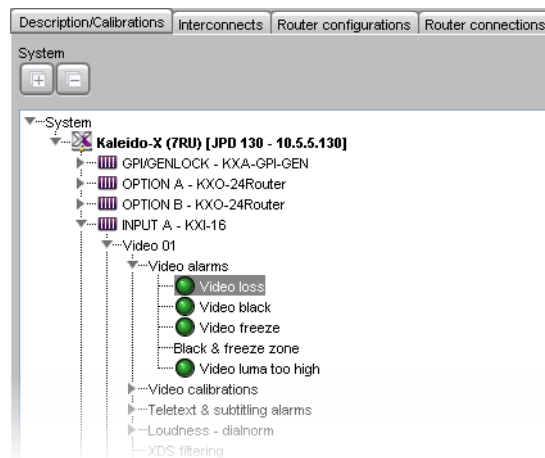 Description/Calibrations Interconnects Router configurations Router connections
System
System
Kaleido-X (7RU) [JPD 130 - 10.5.5.130]
GPI/GENLOCK - KXA-GPI-GEN
OPTION A - KXO-24Router
OPTION B - KXO-24Router
INPUT A - KXI-16
Video 01
Video alarms
Video loss
Video black
Video freeze
Black & freeze zone
Video luma too high
Video calibrations
Teletext & subtitling alarms
Loudness - dialnorm
XDS filtering